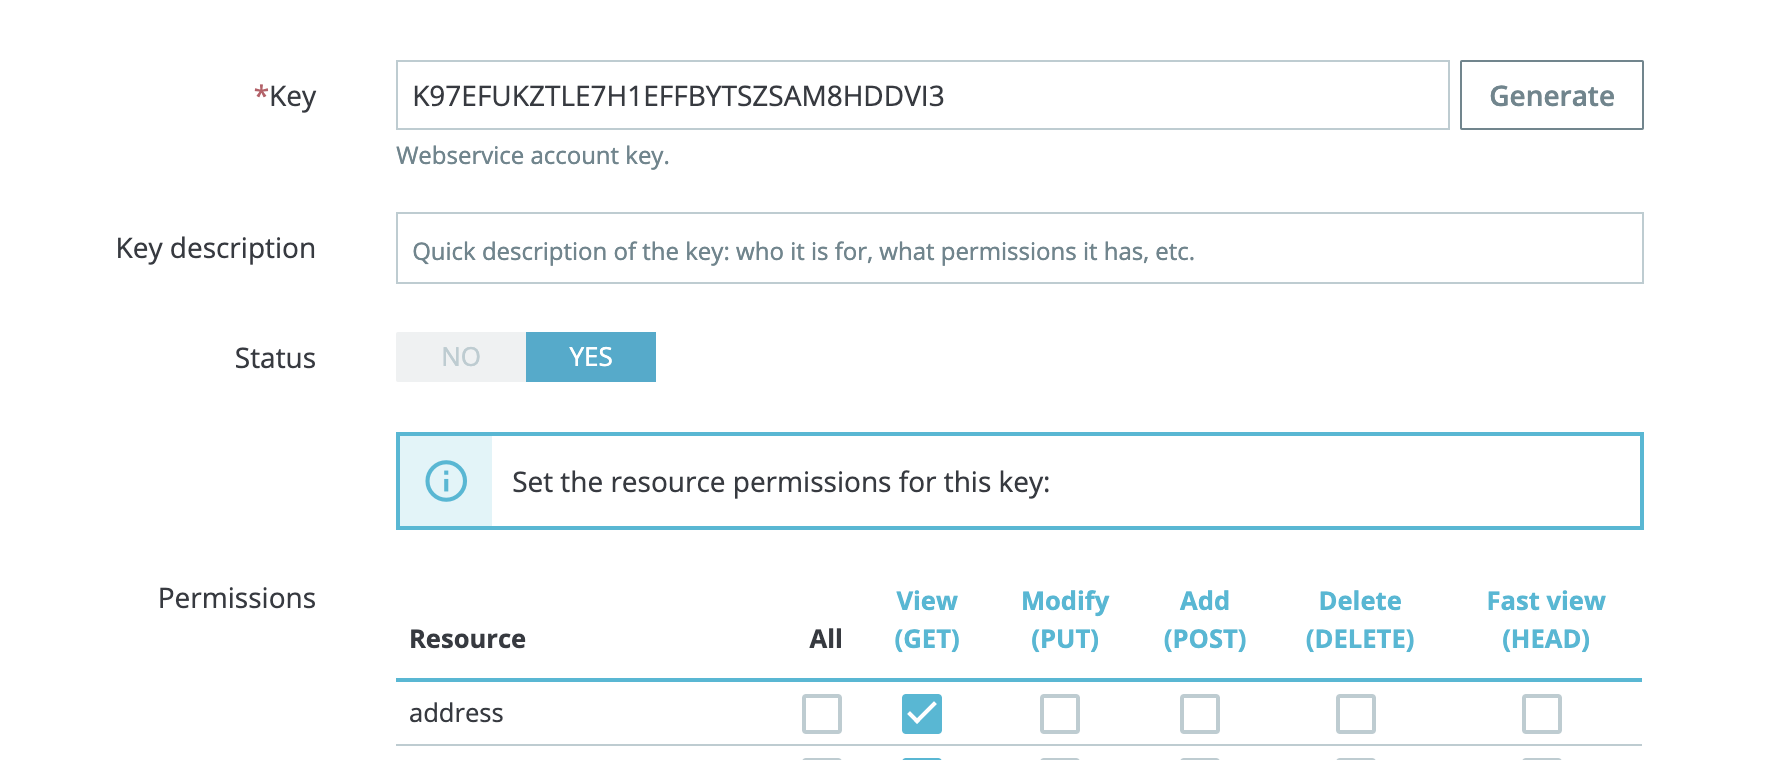 *Key
K97EFUKZTLE7H1EFFBYTSZSAM8HDDVI3
Generate
Webservice account key.
Key description
Quick description of the key: who it is for, what permissions it has, etc.
Status
NO
YES
Set the resource permissions for this key:
Permissions
Resource
All
View
(GET)
Modify
(PUT)
Add
(POST)
Delete
(DELETE)
Fast view
(HEAD)
address